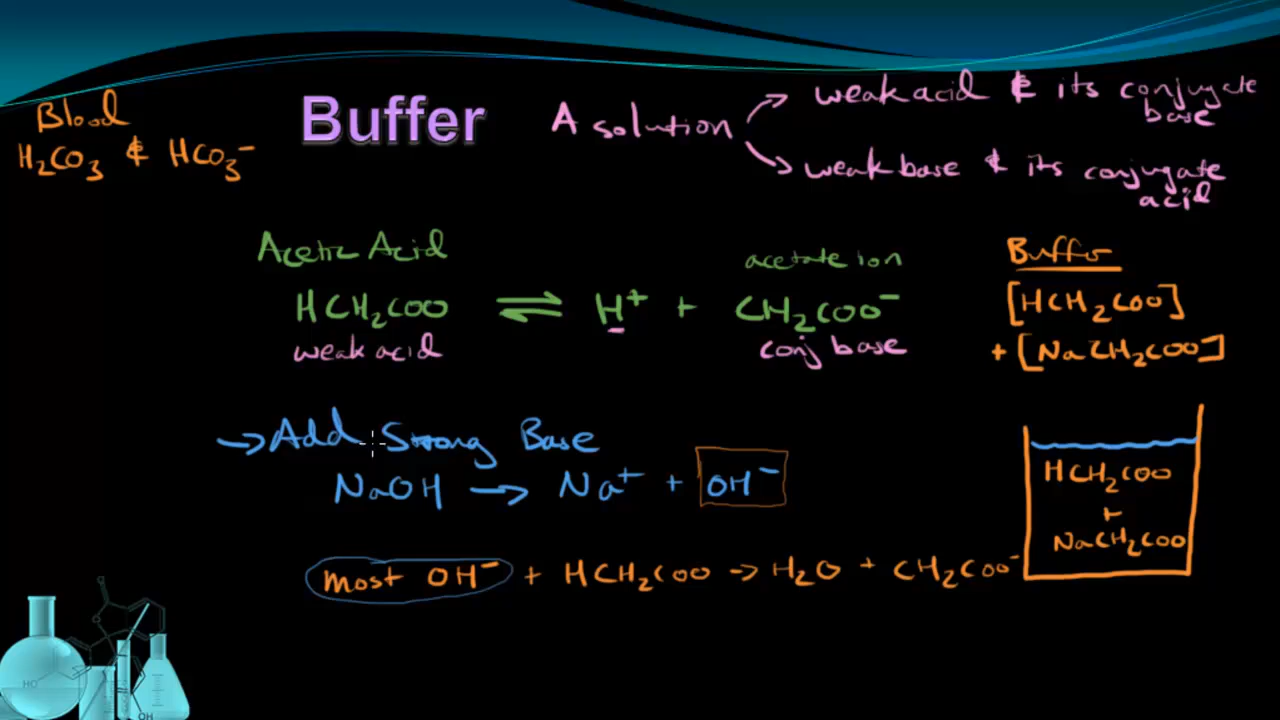 Blood
H₂CO₃ & HCO₃⁻
Buffer
A solution
weak acid & its conjugate
base
weak base & its conjugate
acid
Acetic Acid
acetate ion
HCH₂COO ⇌ H⁺ + CH₂COO⁻
weak acid
conj base
Buffer
[HCH₂COO]
+ [NaCH₂COO]
→ Add Strong Base
NaOH → Na⁺ + OH⁻
HCH₂COO
+
NaCH₂COO
most OH⁻ + HCH₂COO → H₂O + CH₂COO⁻
HO
OH